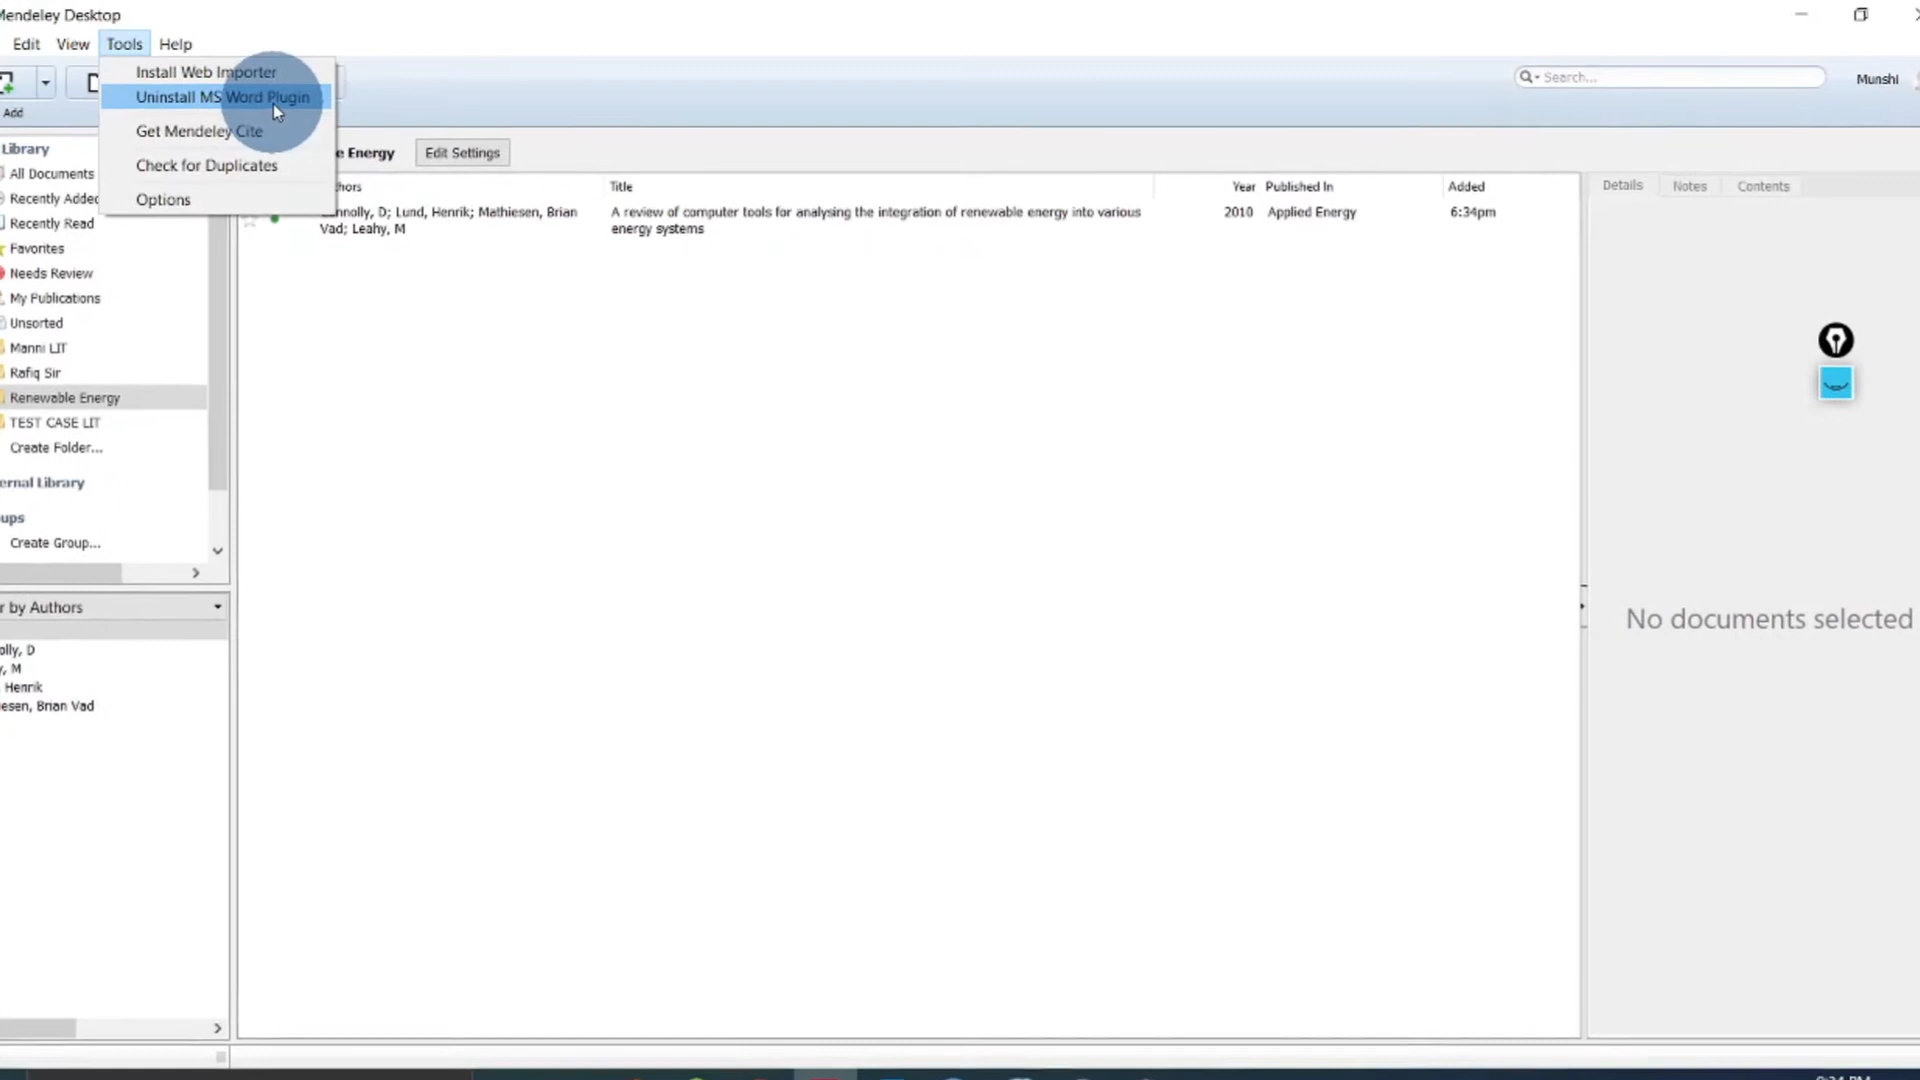 Mendeley Desktop
Edit View Tools Help
Install Web Importer
Uninstall MS Word Plugin
Get Mendeley Cite
Check for Duplicates
Options
Add
Search...
Munshi
Library
All Documents
Recently Added
Recently Read
Favorites
Needs Review
My Publications
Unsorted
Manni LIT
Rafiq Sir
Renewable Energy
TEST CASE LIT
Create Folder...
ernal Library
ups
Create Group...
r by Authors
olly, D
y, M
Henrik
iesen, Brian Vad
e Energy Edit Settings
hors Title Year Published In Added
nnolly, D; Lund, Henrik; Mathiesen, Brian
Vad; Leahy, M
A review of computer tools for analysing the integration of renewable energy into various
energy systems
2010 Applied Energy 6:34pm
Details Notes Contents
No documents selected